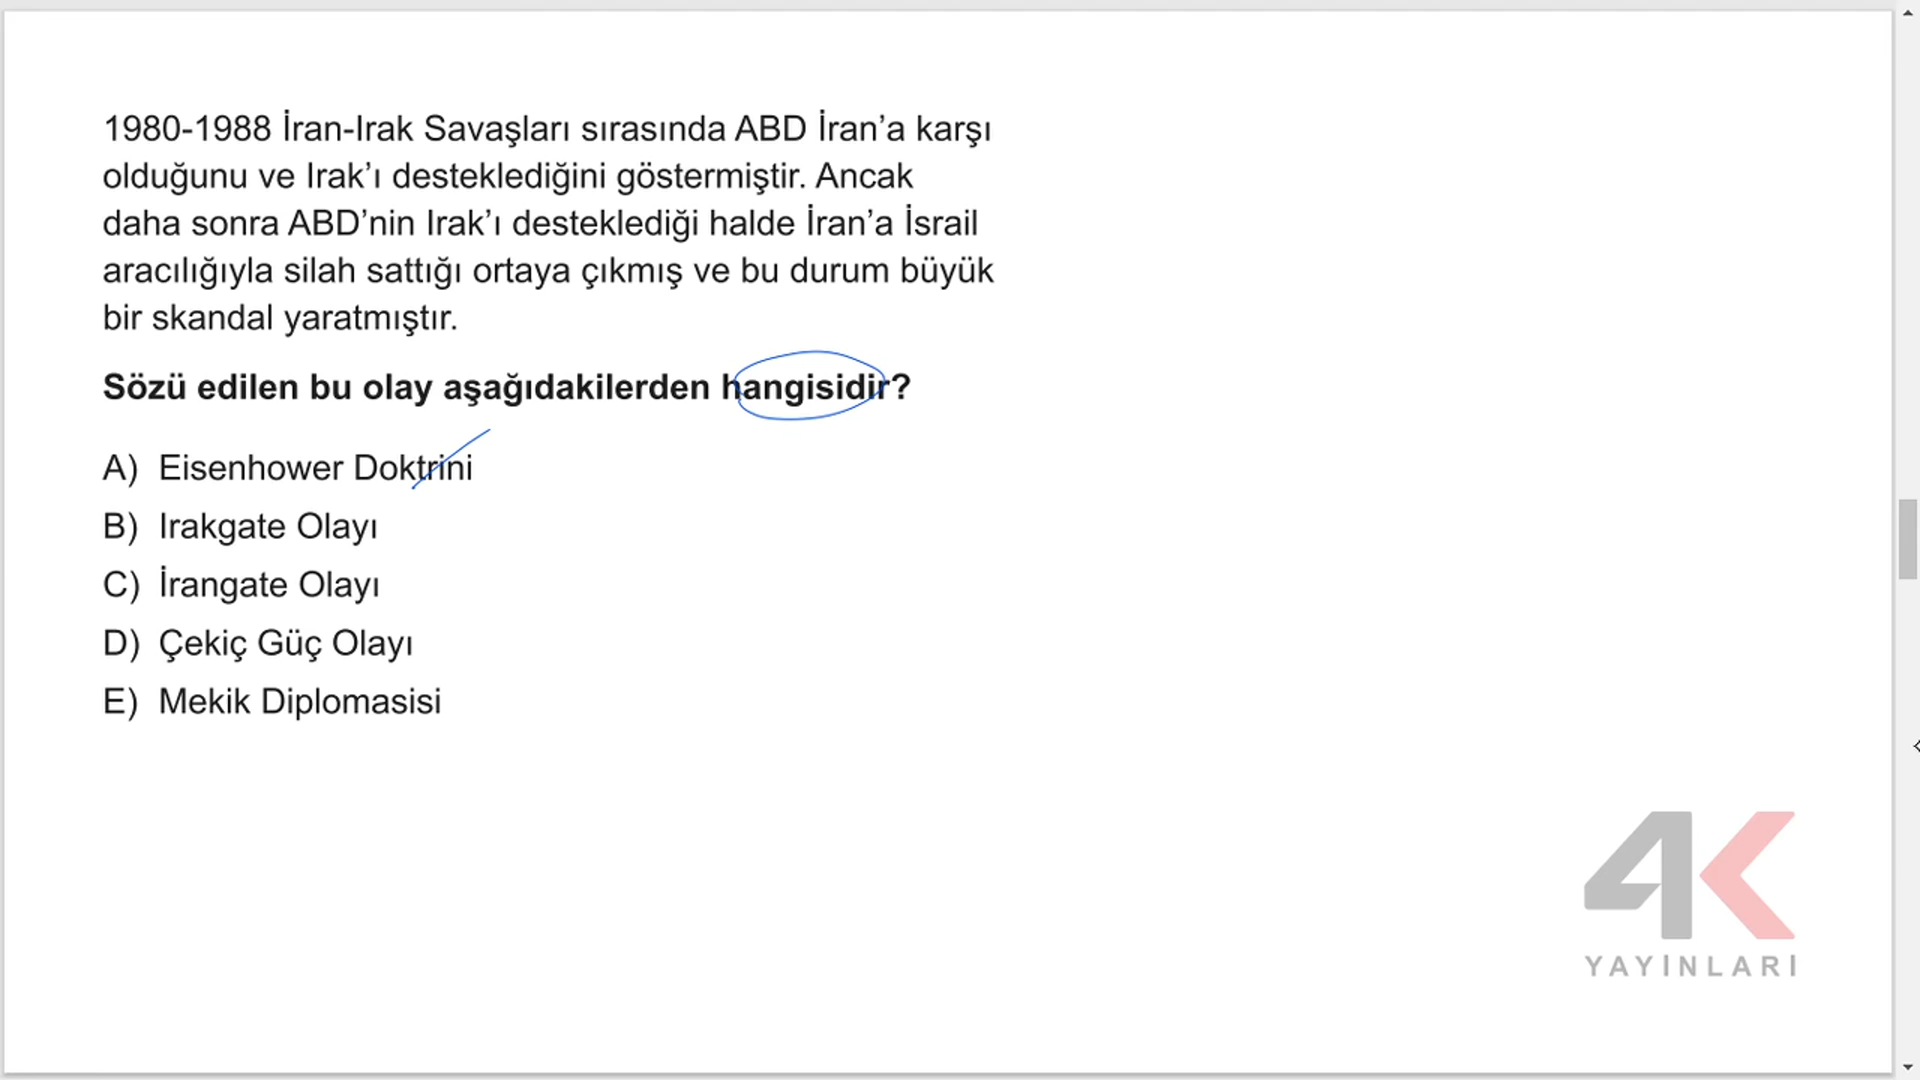 1980-1988 İran-Irak Savaşları sırasında ABD İran’a karşı
olduğunu ve Irak’ı desteklediğini göstermiştir. Ancak
daha sonra ABD’nin Irak’ı desteklediği halde İran’a İsrail
aracılığıyla silah sattığı ortaya çıkmış ve bu durum büyük
bir skandal yaratmıştır.
Sözü edilen bu olay aşağıdakilerden hangisidir?
A) Eisenhower Doktrini
B) Irakgate Olayı
C) İrangate Olayı
D) Çekiç Güç Olayı
E) Mekik Diplomasisi
4K
YAYINLARI